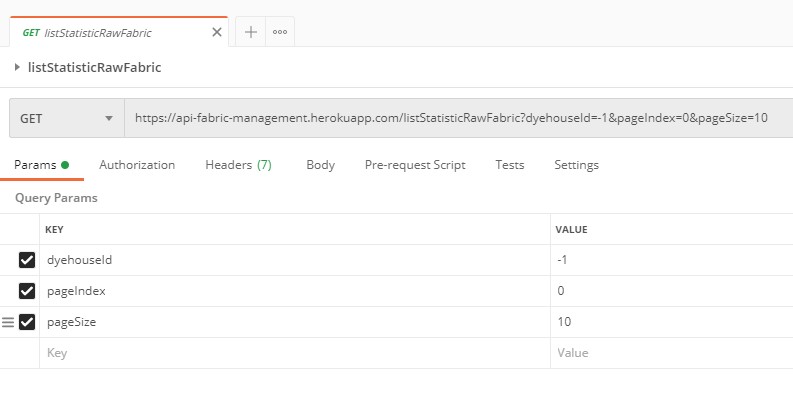 GET listStatisticRawFabric
listStatisticRawFabric
GET https://api-fabric-management.herokuapp.com/listStatisticRawFabric?dyehouseId=-1&pageIndex=0&pageSize=10
Params Authorization Headers (7) Body Pre-request Script Tests Settings
Query Params
KEY VALUE
dyehouseId -1
pageIndex 0
pageSize 10
Key Value